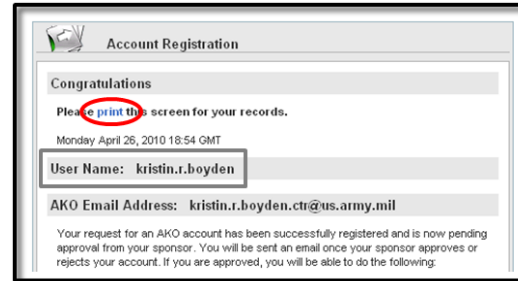 Account Registration
Congratulations
Please print this screen for your records.
Monday April 26, 2010 18:54 GMT
User Name: kristin.r.boyden
AKO Email Address: kristin.r.boyden.ctr@us.army.mil
Your request for an AKO account has been successfully registered and is now pending
approval from your sponsor. You will be sent an email once your sponsor approves or
rejects your account. If you are approved, you will be able to do the following: